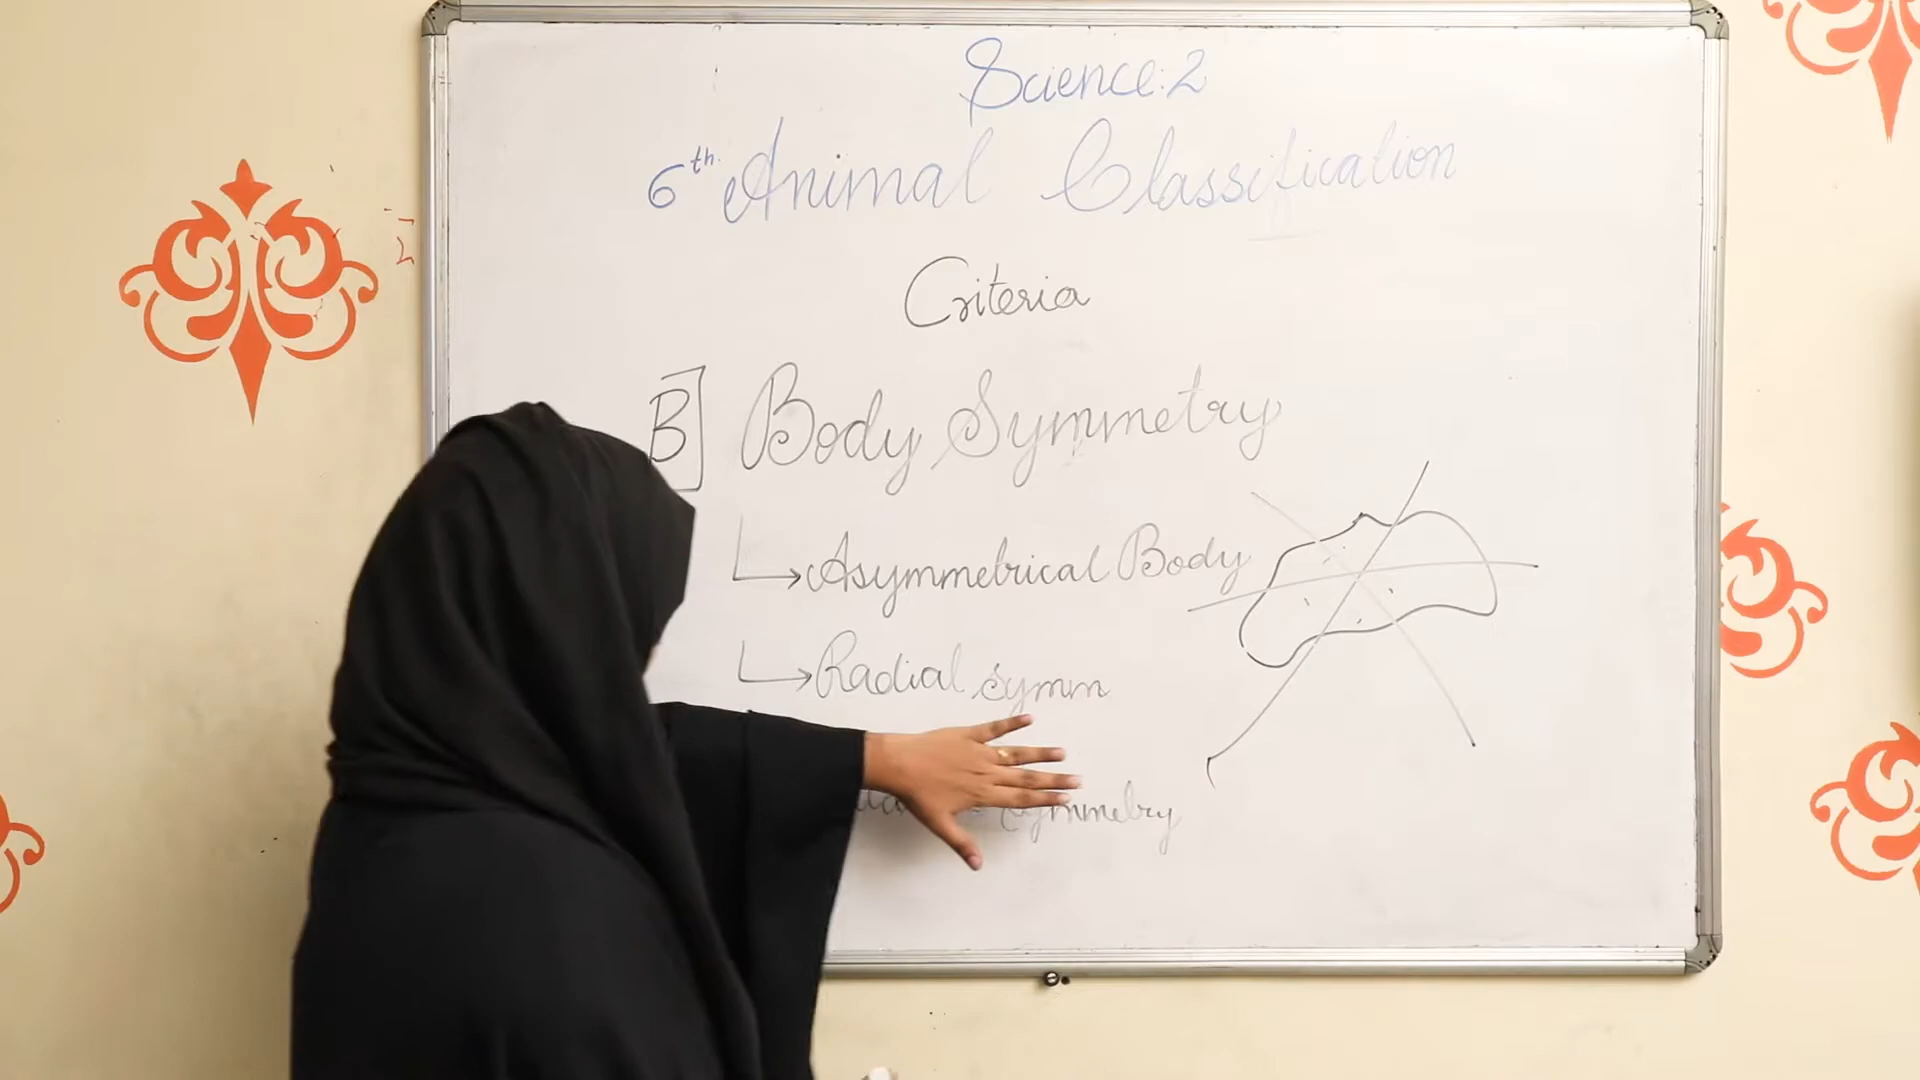 Science:2
6th Animal Classification
Criteria
B] Body Symmetry
→ Asymmetrical Body
→ Radial symm
Symmetry